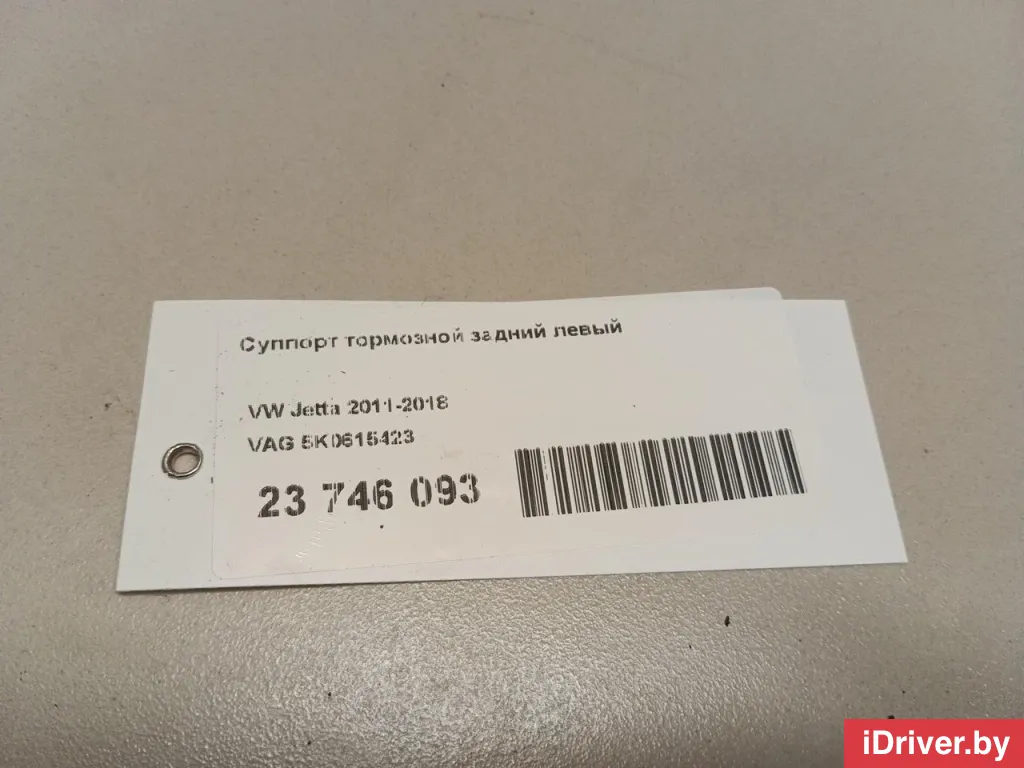 Суппорт тормозной задний левый
VW Jetta 2011-2018
VAG 5K0615423
23 746 093
iDriver.by